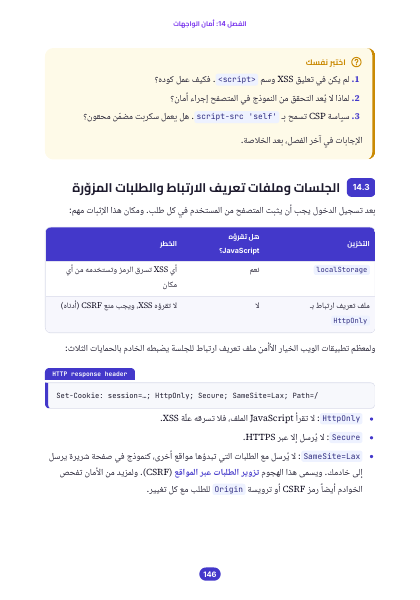 الفصل 14: أمان الواجهات
اختبر نفسك
1. لم يكن في تعليق XSS وسم <script>. فكيف عمل كوده؟
2. لماذا لا يُعد التحقق من النموذج في المتصفح إجراء أمان؟
3. سياسة CSP تسمح بـ script-src 'self'. هل يعمل سكربت مضمّن محقون؟
الإجابات في آخر الفصل، بعد الخلاصة.
14.3 الجلسات وملفات تعريف الارتباط والطلبات المزوّرة
بعد تسجيل الدخول يجب أن يثبت المتصفح من المستخدم في كل طلب. ومكان هذا الإثبات مهم:
التخزين هل تقرؤه JavaScript؟ الخطر
localStorage نعم أي XSS تسرق الرمز وتستخدمه من أي مكان
ملف تعريف ارتباط بـ HttpOnly لا لا تقرؤه XSS، ويجب منع CSRF (أدناه)
ولمعظم تطبيقات الويب الخيار الأأمن ملف تعريف ارتباط للجلسة يضبطه الخادم بالحمايات الثلاث:
HTTP response header
Set-Cookie: session=…; HttpOnly; Secure; SameSite=Lax; Path=/
• HttpOnly: لا تقرأ JavaScript الملف، فلا تسرقه علّة XSS.
• Secure: لا يُرسل إلا عبر HTTPS.
• SameSite=Lax: لا يُرسل مع الطلبات التي تبدؤها مواقع أخرى، كنموذج في صفحة شريرة يرسل
إلى خادمك. ويسمى هذا الهجوم تزوير الطلبات عبر المواقع (CSRF). ولمزيد من الأمان تفحص
الخوادم أيضاً رمز CSRF أو ترويسة Origin للطلب مع كل تغيير.
146